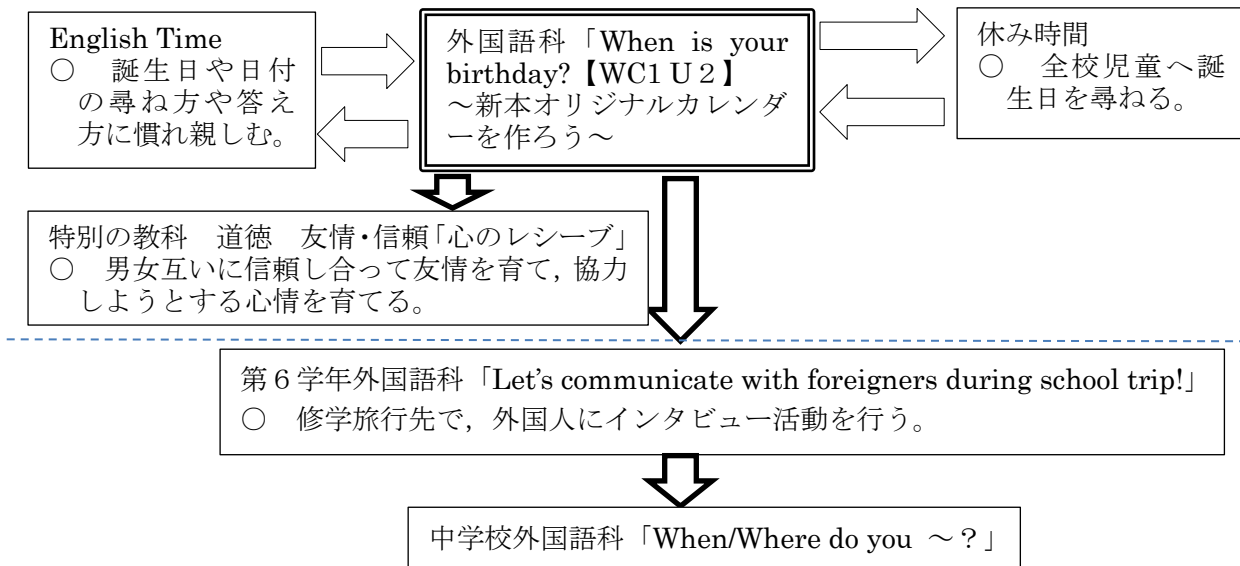 English Time
○　誕生日や日付
の尋ね方や答え
方に慣れ親しむ。
外国語科「When is your
birthday?【WC1 U２】
～新本オリジナルカレンダ
ーを作ろう～
休み時間
○　全校児童へ誕
生日を尋ねる。
特別の教科　道徳　友情・信頼「心のレシーブ」
○　男女互いに信頼し合って友情を育て，協力
しようとする心情を育てる。
第６学年外国語科「Let's communicate with foreigners during school trip!」
○　修学旅行先で，外国人にインタビュー活動を行う。
中学校外国語科「When/Where do you ～？」